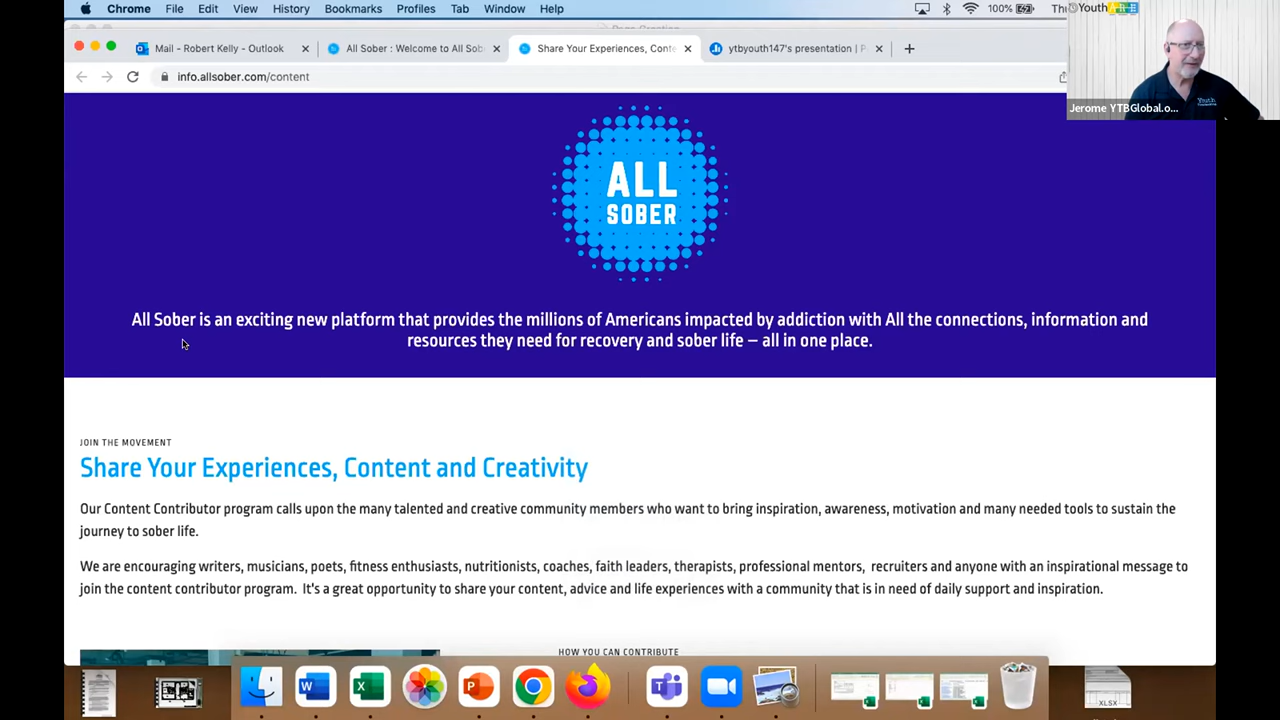 Chrome File Edit View History Bookmarks Profiles Tab Window Help
100%
Youth
Mail - Robert Kelly - Outlook
All Sober : Welcome to All Sob
Share Your Experiences, Conte
ytbyouth147's presentation | P
info.allsober.com/content
Jerome YTBGlobal.o...
ALL
SOBER
All Sober is an exciting new platform that provides the millions of Americans impacted by addiction with All the connections, information and
resources they need for recovery and sober life – all in one place.
JOIN THE MOVEMENT
Share Your Experiences, Content and Creativity
Our Content Contributor program calls upon the many talented and creative community members who want to bring inspiration, awareness, motivation and many needed tools to sustain the
journey to sober life.
We are encouraging writers, musicians, poets, fitness enthusiasts, nutritionists, coaches, faith leaders, therapists, professional mentors, recruiters and anyone with an inspirational message to
join the content contributor program. It's a great opportunity to share your content, advice and life experiences with a community that is in need of daily support and inspiration.
HOW YOU CAN CONTRIBUTE
XLSX